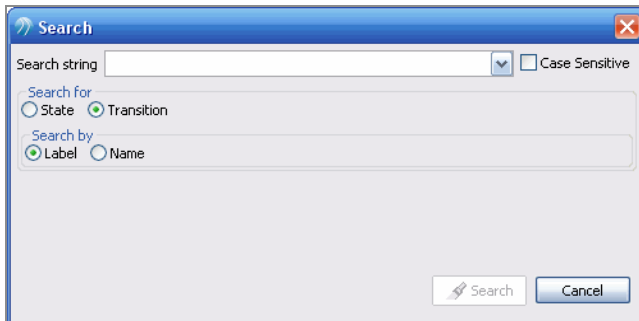 Search
Search string
Case Sensitive
Search for
State
Transition
Search by
Label
Name
Search
Cancel